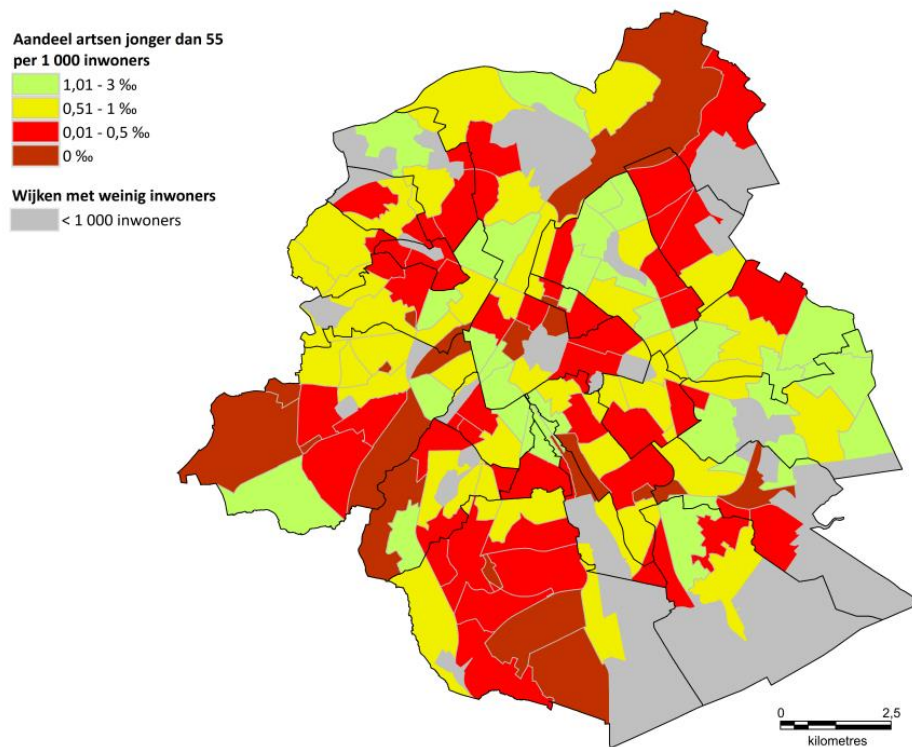 Aandeel artsen jonger dan 55
per 1 000 inwoners
1,01 - 3 ‰
0,51 - 1 ‰
0,01 - 0,5 ‰
0 ‰
Wijken met weinig inwoners
< 1 000 inwoners
0 2,5
kilometres